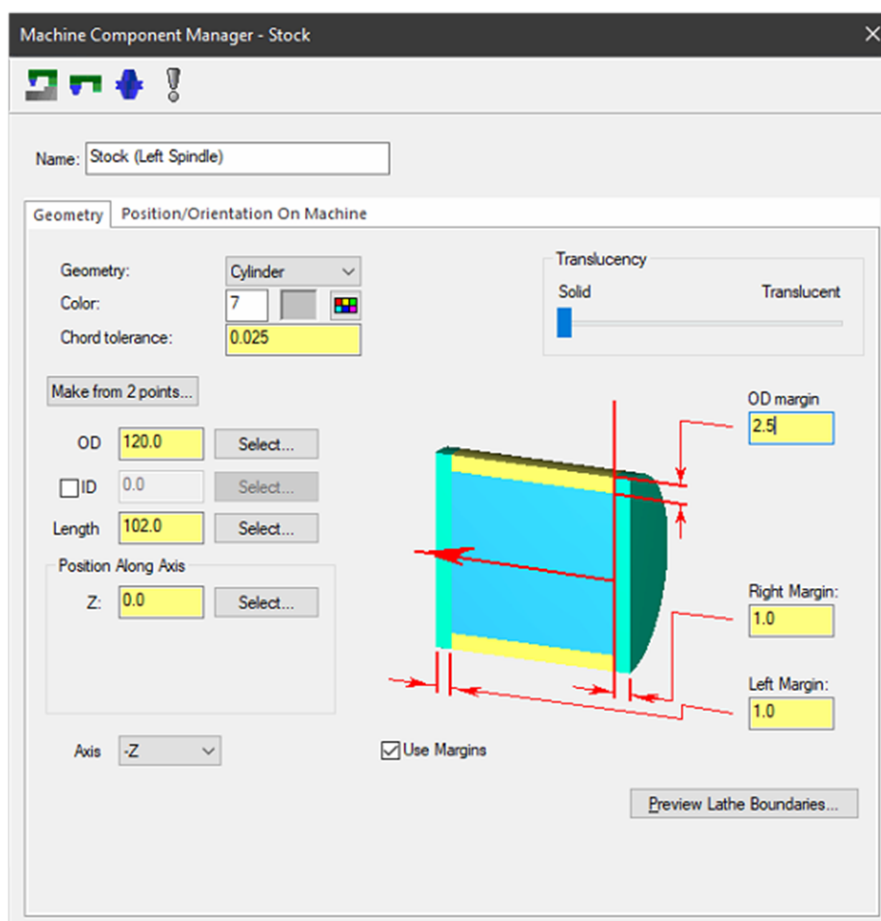 Machine Component Manager - Stock
Name: Stock (Left Spindle)
Geometry Position/Orientation On Machine
Geometry: Cylinder
Color: 7
Chord tolerance: 0.025
Translucency
Solid Translucent
Make from 2 points...
OD margin
2.5
OD 120.0 Select...
ID 0.0 Select...
Length 102.0 Select...
Position Along Axis
Z: 0.0 Select...
Right Margin:
1.0
Left Margin:
1.0
Axis -Z
Use Margins
Preview Lathe Boundaries...